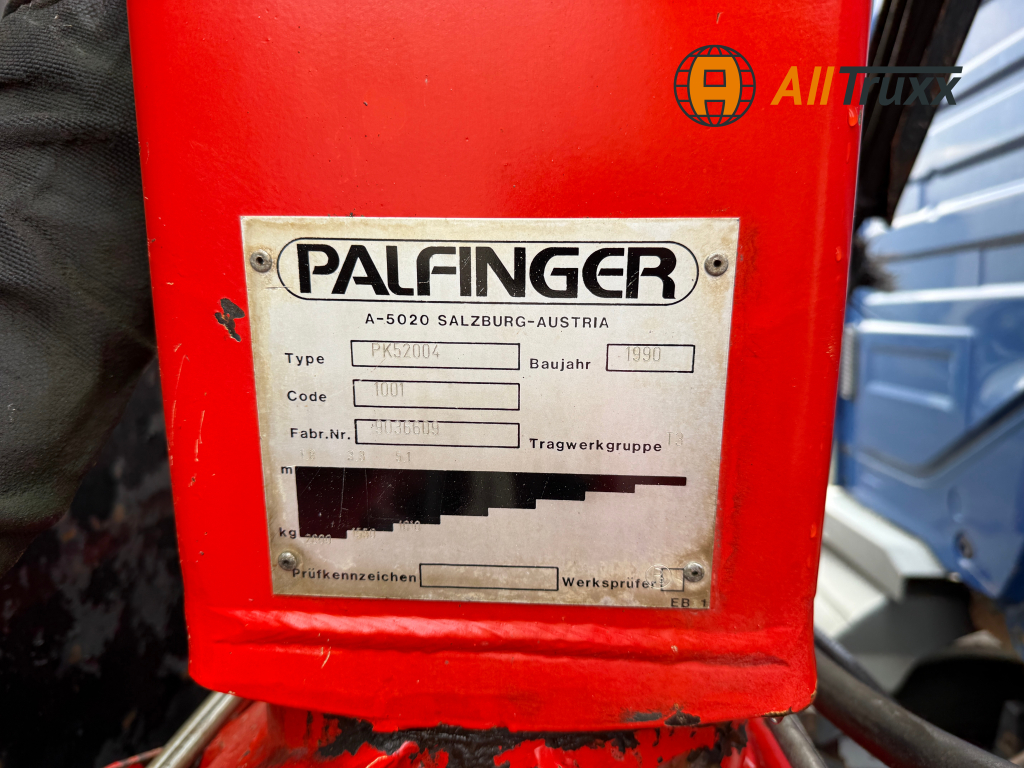 AllTruxx
PALFINGER
A-5020 SALZBURG-AUSTRIA
Type PK52004 Baujahr 1990
Code 1001
Fabr.Nr. 9036609 Tragwerkgruppe
m
kg
Prüfkennzeichen Werksprüfer
EB 1